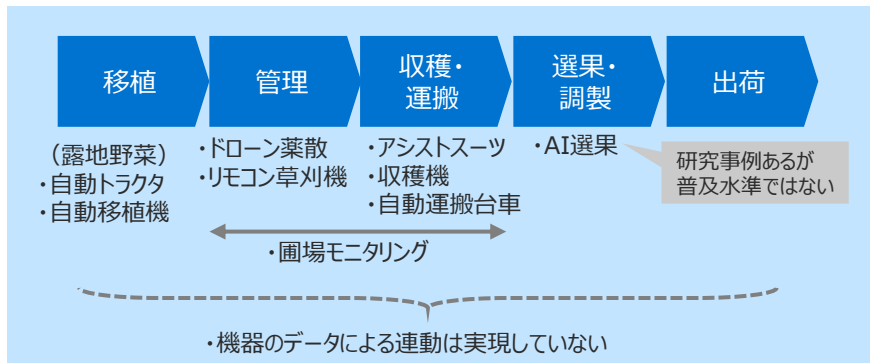 移植
管理
収穫・
運搬
選果・
調製
出荷
（露地野菜）
・自動トラクタ
・自動移植機
・ドローン薬散
・リモコン草刈機
・アシストスーツ
・収穫機
・自動運搬台車
・AI選果
研究事例あるが
普及水準ではない
・圃場モニタリング
・機器のデータによる連動は実現していない